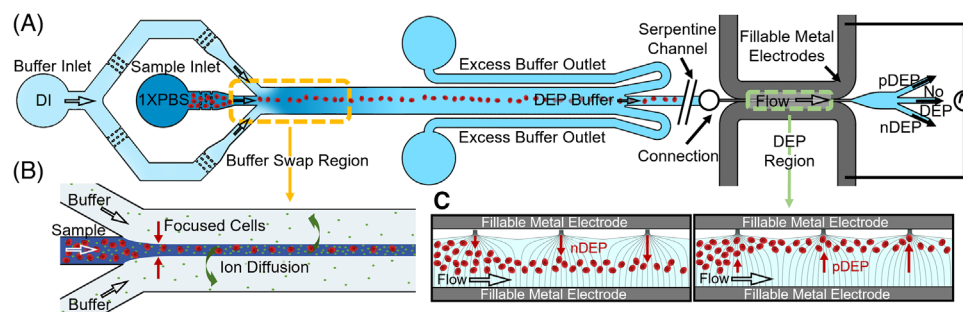 (A)
Buffer Inlet
DI
Sample Inlet
1XPBS
Buffer Swap Region
Excess Buffer Outlet
DEP Buffer
Excess Buffer Outlet
Serpentine
Channel
Connection
Fillable Metal
Electrodes
Flow
DEP
Region
pDEP
No
DEP
nDEP
(B)
Buffer
Sample
Buffer
Focused Cells
Ion Diffusion
C
Fillable Metal Electrode
nDEP
Flow
Fillable Metal Electrode
Fillable Metal Electrode
pDEP
Flow
Fillable Metal Electrode